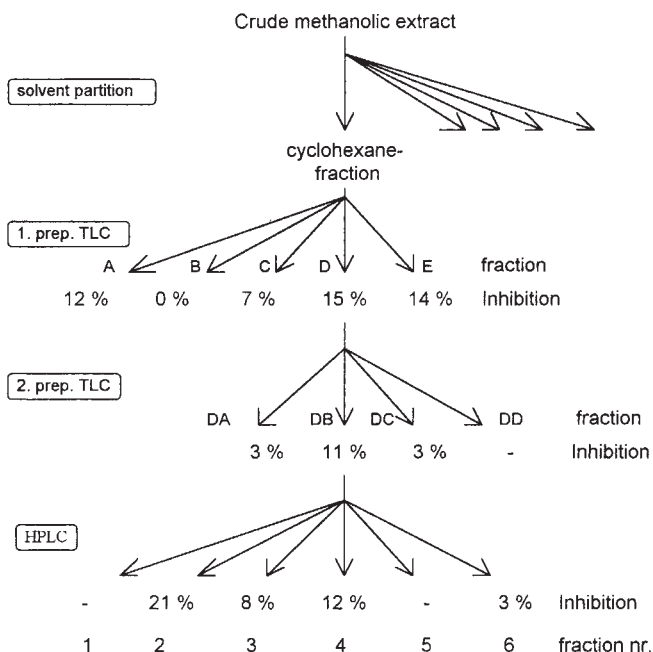 Crude methanolic extract
solvent partition
cyclohexane-
fraction
1. prep. TLC
A B C D E fraction
12 % 0 % 7 % 15 % 14 % Inhibition
2. prep. TLC
DA DB DC DD fraction
3 % 11 % 3 % - Inhibition
HPLC
- 21 % 8 % 12 % - 3 % Inhibition
1 2 3 4 5 6 fraction nr.